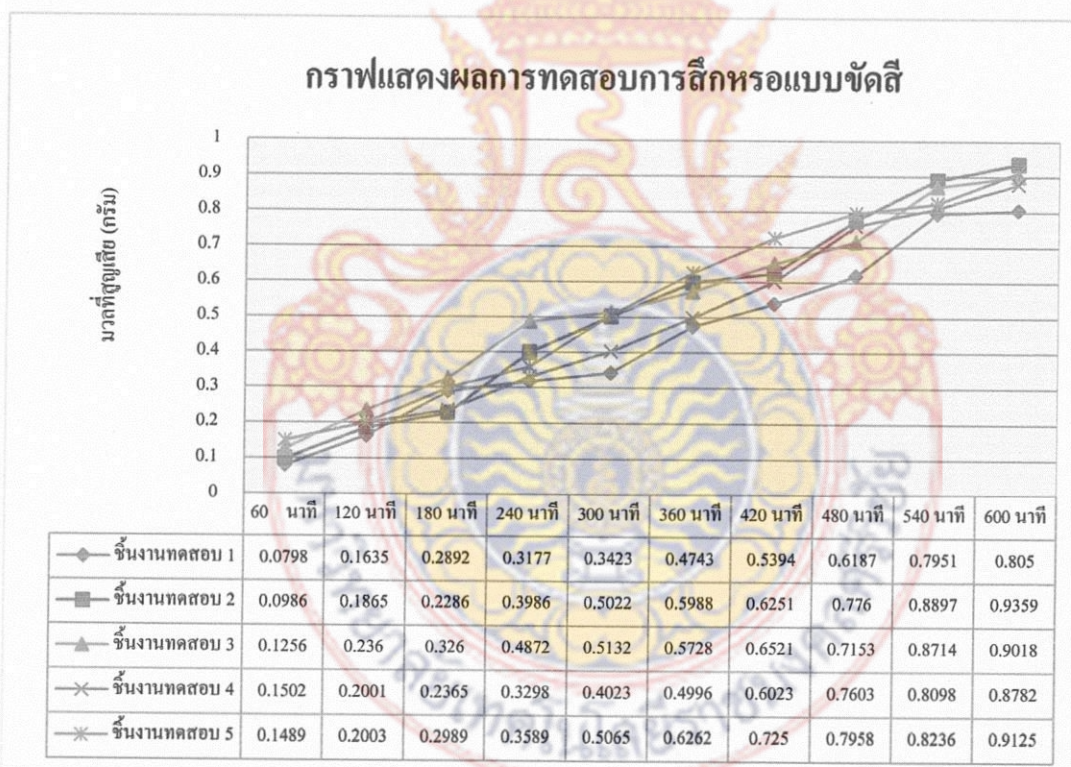 กราฟแสดงผลการทดสอบการสึกหรอแบบขัดสี
มวลที่สูญเสีย (กรัม)
1
0.9
0.8
0.7
0.6
0.5
0.4
0.3
0.2
0.1
0
60 นาที 120 นาที 180 นาที 240 นาที 300 นาที 360 นาที 420 นาที 480 นาที 540 นาที 600 นาที
ชิ้นงานทดสอบ 1 0.0798 0.1635 0.2892 0.3177 0.3423 0.4743 0.5394 0.6187 0.7951 0.805
ชิ้นงานทดสอบ 2 0.0986 0.1865 0.2286 0.3986 0.5022 0.5988 0.6251 0.776 0.8897 0.9359
ชิ้นงานทดสอบ 3 0.1256 0.236 0.326 0.4872 0.5132 0.5728 0.6521 0.7153 0.8714 0.9018
ชิ้นงานทดสอบ 4 0.1502 0.2001 0.2365 0.3298 0.4023 0.4996 0.6023 0.7603 0.8098 0.8782
ชิ้นงานทดสอบ 5 0.1489 0.2003 0.2989 0.3589 0.5065 0.6262 0.725 0.7958 0.8236 0.9125